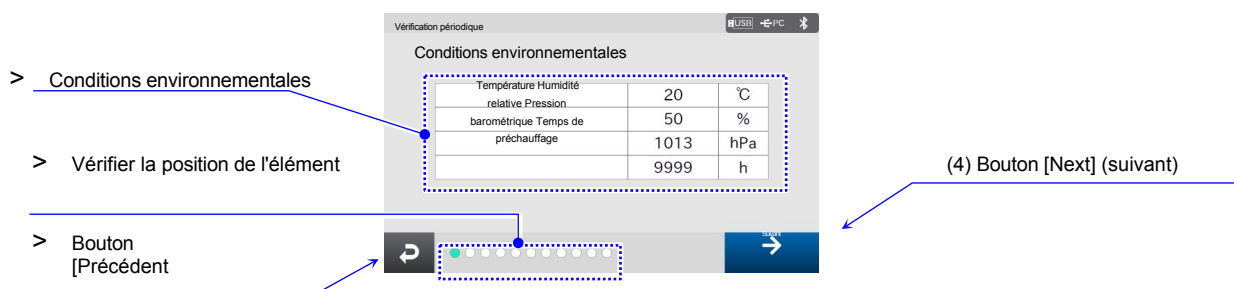 Vérification périodique
USB PC
Conditions environnementales
> Conditions environnementales
Température Humidité
relative Pression
barométrique Temps de
préchauffage
20 ℃
50 %
1013 hPa
9999 h
> Vérifier la position de l'élément
(4) Bouton [Next] (suivant)
> Bouton
[Précédent
Suivant